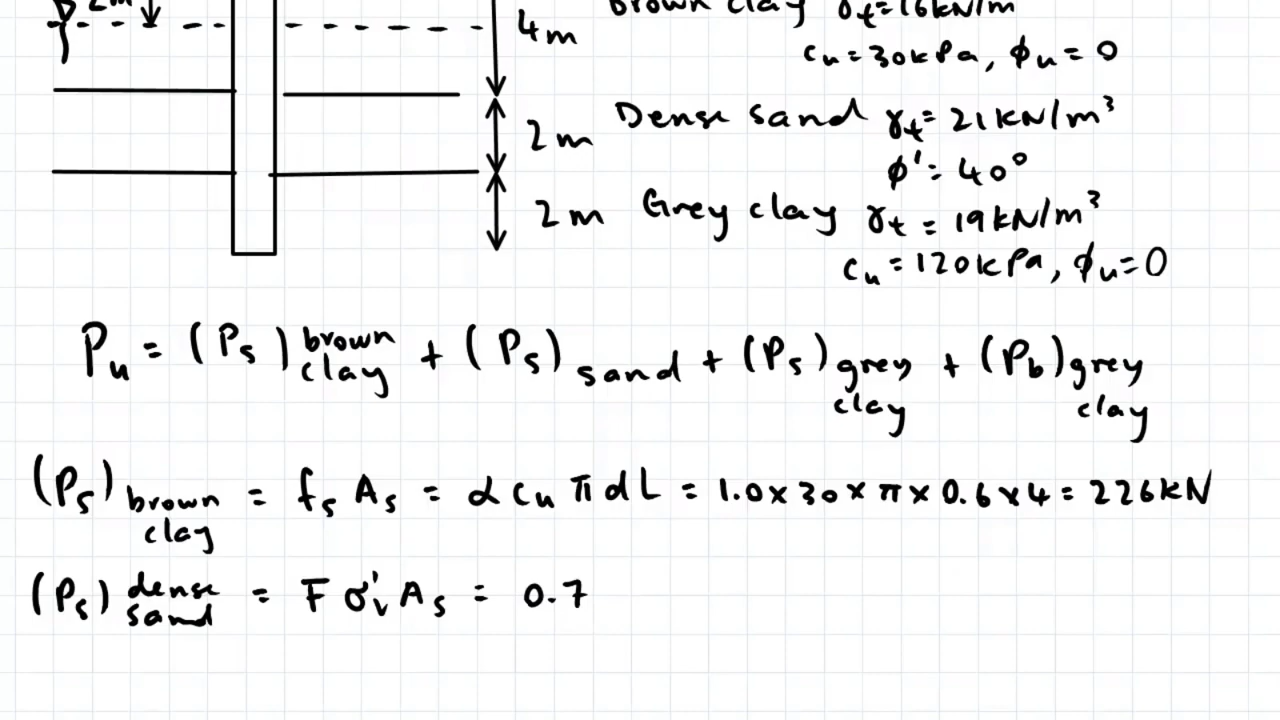 2m
4m
brown clay γt=16kN/m
cu=30kPa, φu=0
2m Dense sand γt=21kN/m³
φ'=40°
2m Grey clay γt=19kN/m³
cu=120kPa, φu=0
Pu = (Ps) brown clay + (Ps) sand + (Ps) grey clay + (Pb) grey clay
(Ps) brown clay = fs As = α cu π d L = 1.0 x 30 x π x 0.6 x 4 = 226kN
(Ps) dense sand = F σ'v As = 0.7